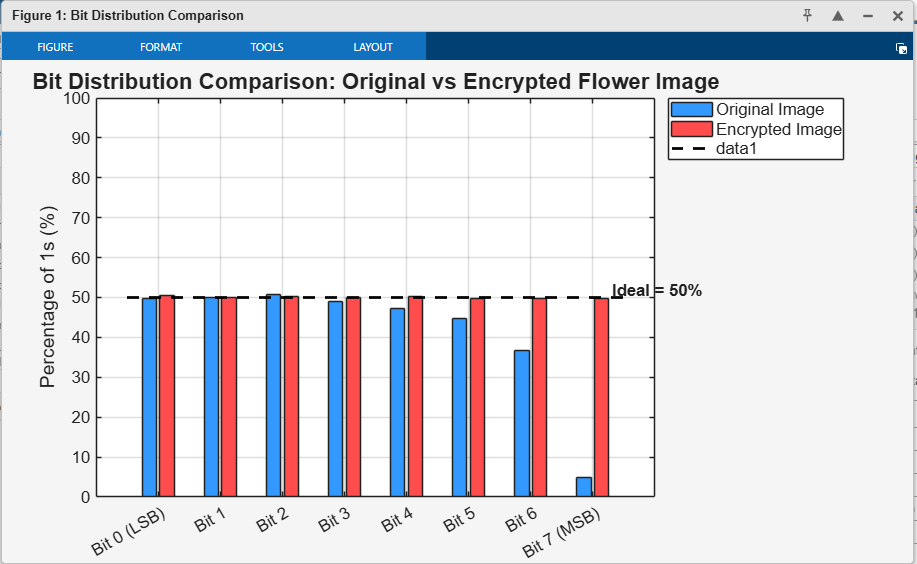 Figure 1: Bit Distribution Comparison
FIGURE FORMAT TOOLS LAYOUT
Bit Distribution Comparison: Original vs Encrypted Flower Image
Original Image
Encrypted Image
data1
Percentage of 1s (%)
100
90
80
70
60
50
40
30
20
10
0
Ideal = 50%
Bit 0 (LSB)
Bit 1
Bit 2
Bit 3
Bit 4
Bit 5
Bit 6
Bit 7 (MSB)